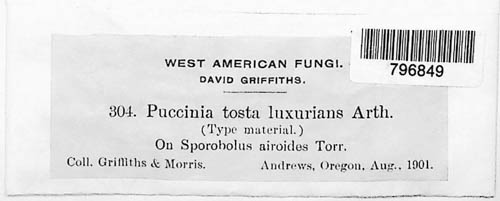 WEST AMERICAN FUNGI.
DAVID GRIFFITHS.
796849
304. Puccinia tosta luxurians Arth.
(Type material.)
On Sporobolus airoides Torr.
Coll. Griffiths & Morris. Andrews, Oregon, Aug., 1901.